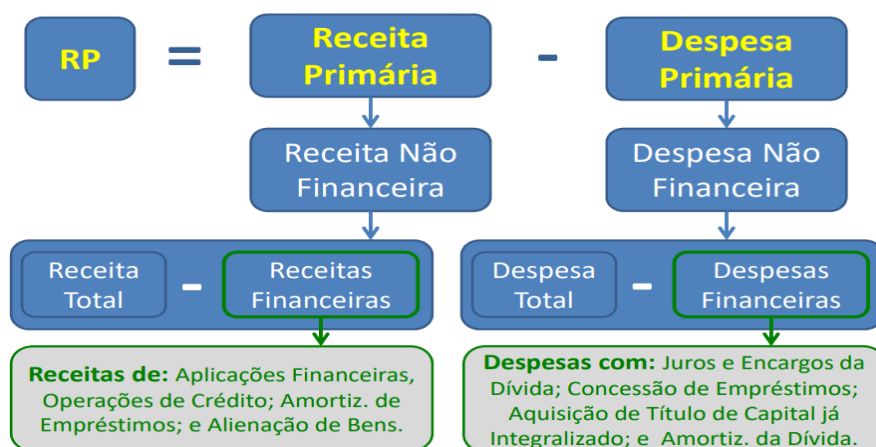 RP
=
Receita
Primária
-
Despesa
Primária
Receita Não
Financeira
Despesa Não
Financeira
Receita
Total
-
Receitas
Financeiras
Despesa
Total
-
Despesas
Financeiras
Receitas de: Aplicações Financeiras,
Operações de Crédito; Amortiz. de
Empréstimos; e Alienação de Bens.
Despesas com: Juros e Encargos da
Dívida; Concessão de Empréstimos;
Aquisição de Título de Capital já
Integralizado; e Amortiz. da Dívida.